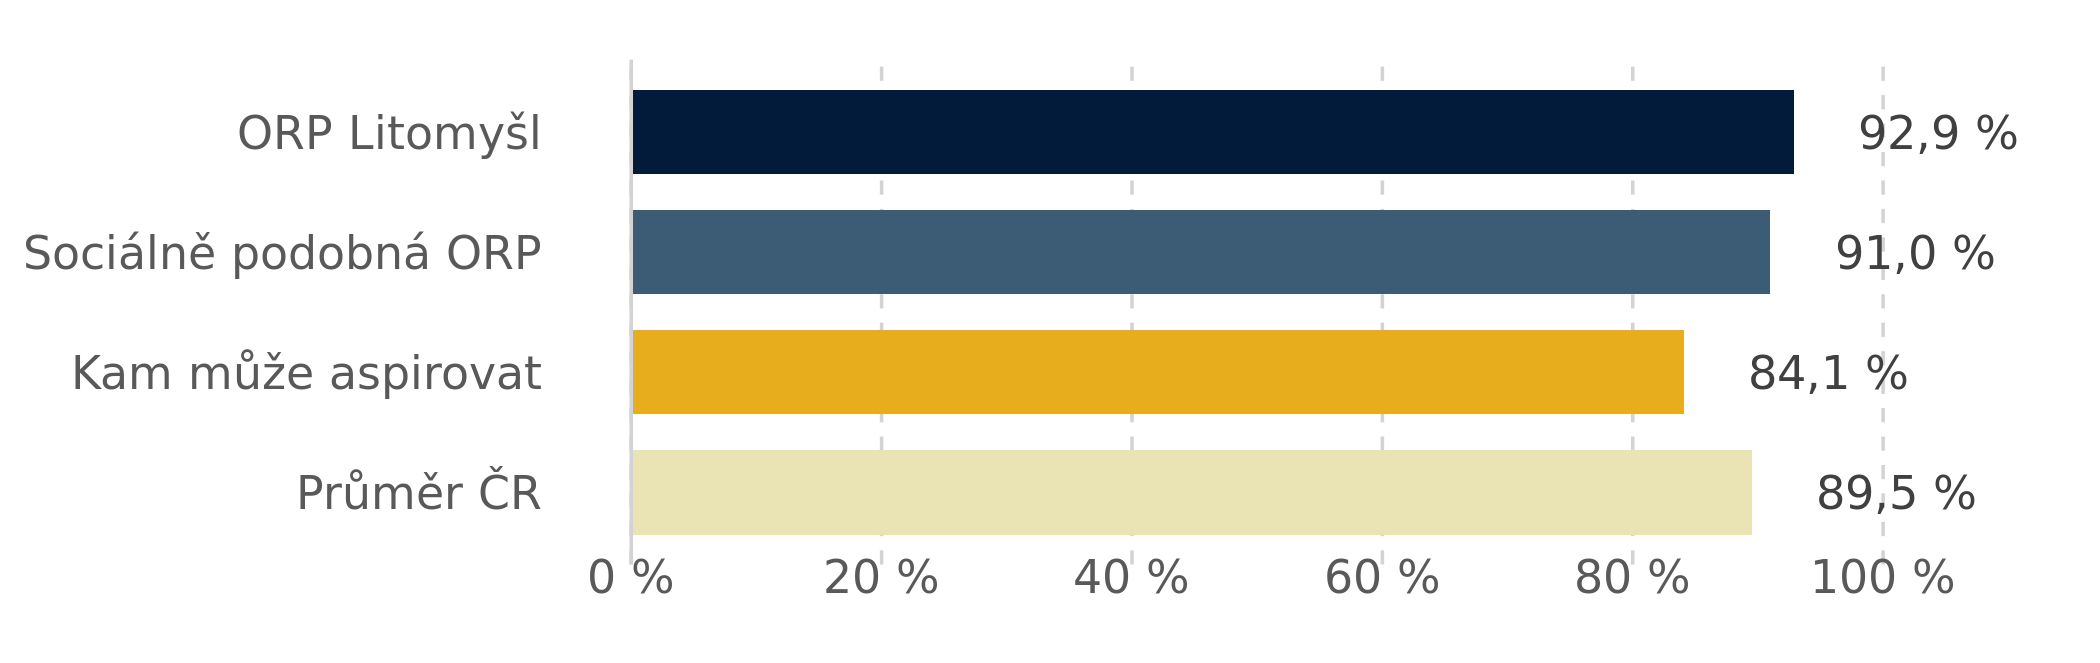 ORP Litomyšl 92,9 %
Sociálně podobná ORP 91,0 %
Kam může aspirovat 84,1 %
Průměr ČR 89,5 %
0 % 20 % 40 % 60 % 80 % 100 %